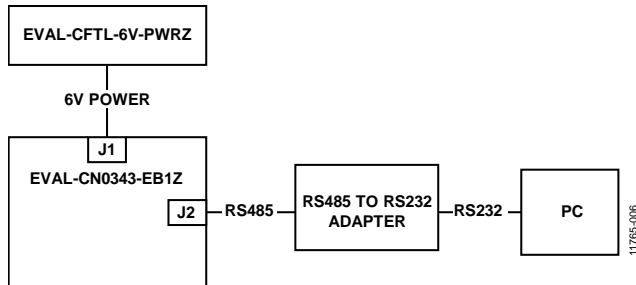 EVAL-CFTL-6V-PWRZ
6V POWER
J1
EVAL-CN0343-EB1Z
J2
RS485
RS485 TO RS232
ADAPTER
RS232
PC
11765-006